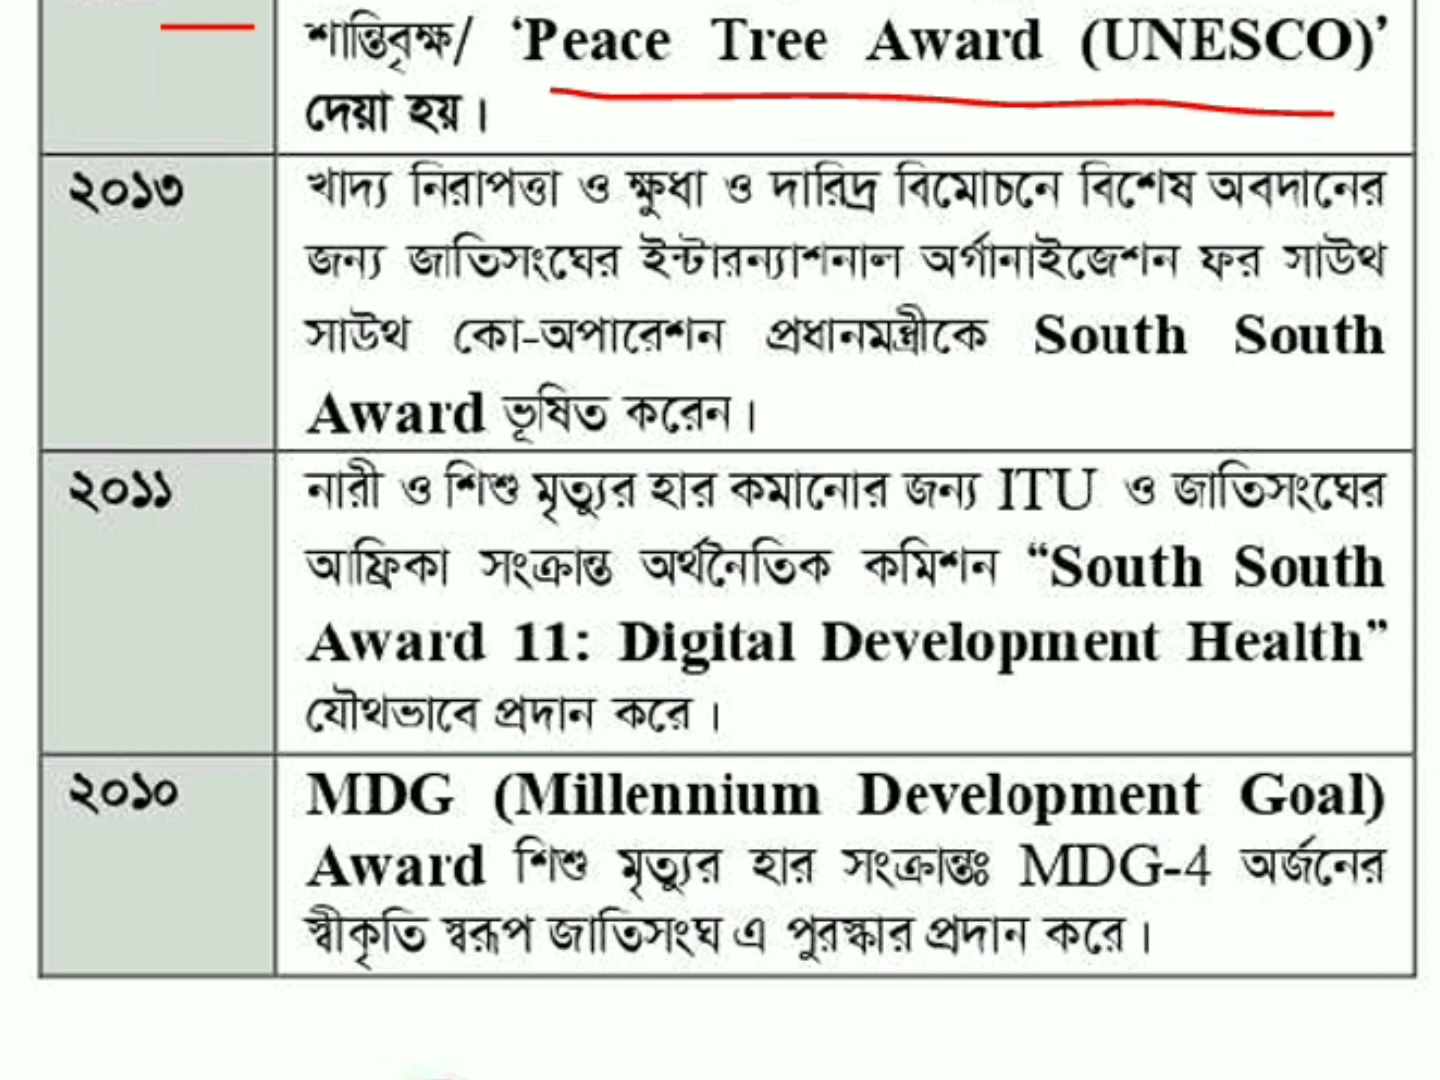 শান্তিবৃক্ষ/ ‘Peace Tree Award (UNESCO)’
দেয়া হয়।
২০১৩
খাদ্য নিরাপত্তা ও ক্ষুধা ও দারিদ্র বিমোচনে বিশেষ অবদানের
জন্য জাতিসংঘের ইন্টারন্যাশনাল অর্গানাইজেশন ফর সাউথ
সাউথ কো-অপারেশন প্রধানমন্ত্রীকে South South
Award ভূষিত করেন।
২০১১
নারী ও শিশু মৃত্যুর হার কমানোর জন্য ITU ও জাতিসংঘের
আফ্রিকা সংক্রান্ত অর্থনৈতিক কমিশন “South South
Award 11: Digital Development Health”
যৌথভাবে প্রদান করে।
২০১০
MDG (Millennium Development Goal)
Award শিশু মৃত্যুর হার সংক্রান্তঃ MDG-4 অর্জনের
স্বীকৃতি স্বরূপ জাতিসংঘ এ পুরস্কার প্রদান করে।